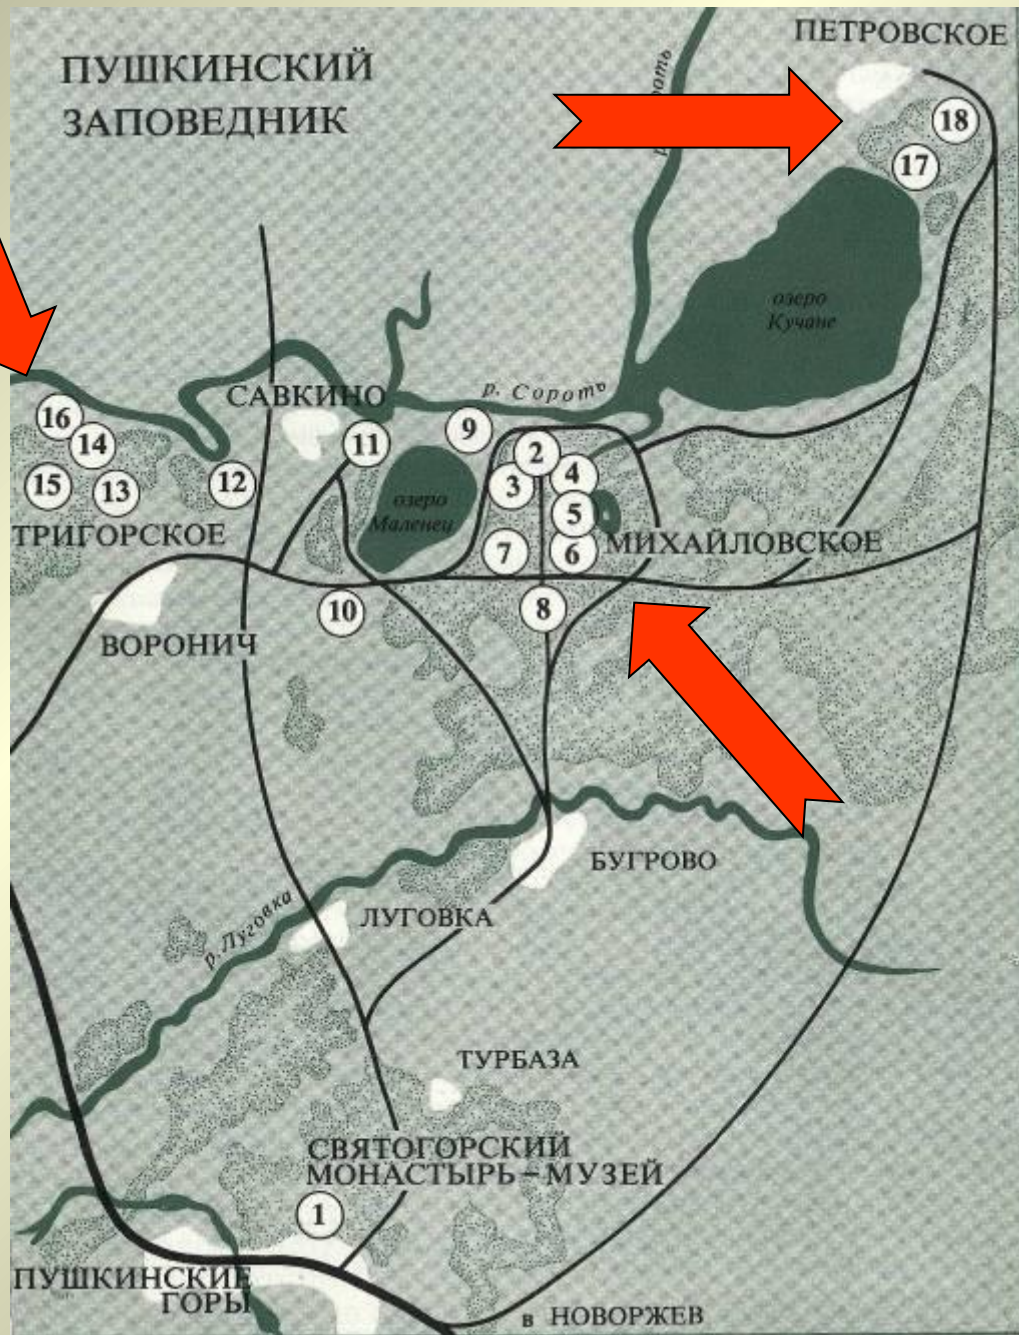 ПУШКИНСКИЙ
ЗАПОВЕДНИК
ПЕТРОВСКОЕ
18
17
озеро
Кучане
р. Сороть
САВКИНО
16
14
15
13
12
11
9
2
3
4
5
6
7
озеро
Маленец
ТРИГОРСКОЕ
МИХАЙЛОВСКОЕ
10
8
ВОРОНИЧ
БУГРОВО
ЛУГОВКА
р. Луговка
ТУРБАЗА
СВЯТОГОРСКИЙ
МОНАСТЫРЬ – МУЗЕЙ
1
ПУШКИНСКИЕ
ГОРЫ
в НОВОРЖЕВ